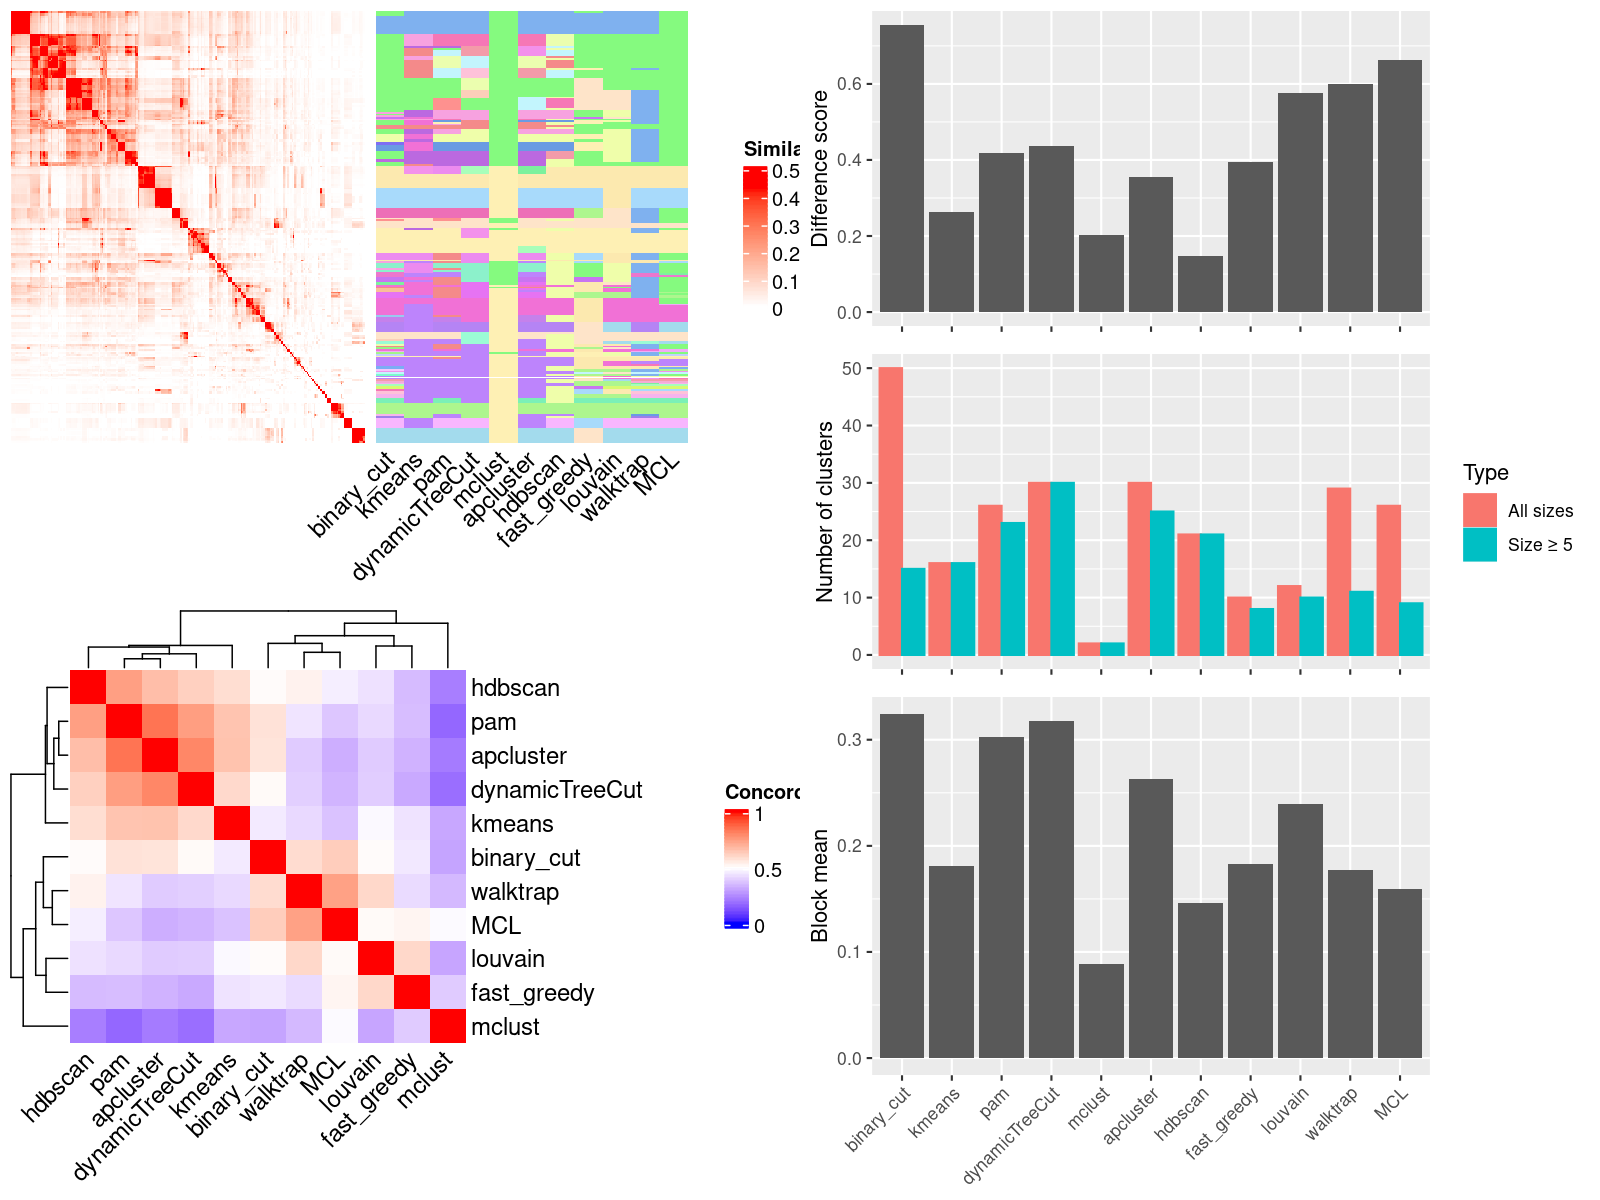 Simila
0.5
0.4
0.3
0.2
0.1
0
binary_cut
kmeans
pam
dynamicTreeCut
mclust
apcluster
hdbscan
fast_greedy
louvain
walktrap
MCL
hdbscan
pam
apcluster
dynamicTreeCut
kmeans
binary_cut
walktrap
MCL
louvain
fast_greedy
mclust
hdbscan
pam
apcluster
dynamicTreeCut
kmeans
binary_cut
walktrap
MCL
louvain
fast_greedy
mclust
Concord
1
0.5
0
Difference score
0.6
0.4
0.2
0.0
Number of clusters
50
40
30
20
10
0
Type
All sizes
Size ≥ 5
Block mean
0.3
0.2
0.1
0.0
binary_cut
kmeans
pam
dynamicTreeCut
mclust
apcluster
hdbscan
fast_greedy
louvain
walktrap
MCL